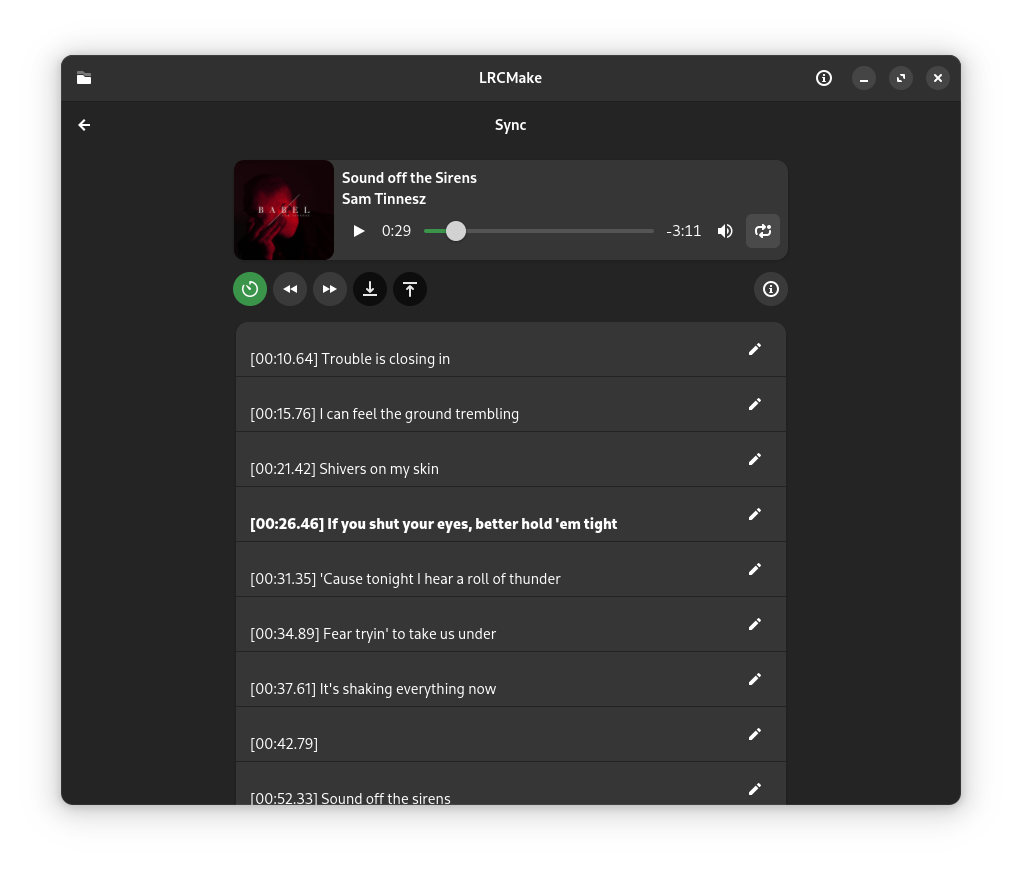 LRCMake
Sync
BABEL
Sound off the Sirens
Sam Tinnesz
0:29
-3:11
[00:10.64] Trouble is closing in
[00:15.76] I can feel the ground trembling
[00:21.42] Shivers on my skin
[00:26.46] If you shut your eyes, better hold 'em tight
[00:31.35] 'Cause tonight I hear a roll of thunder
[00:34.89] Fear tryin' to take us under
[00:37.61] It's shaking everything now
[00:42.79]
[00:52.33] Sound off the sirens